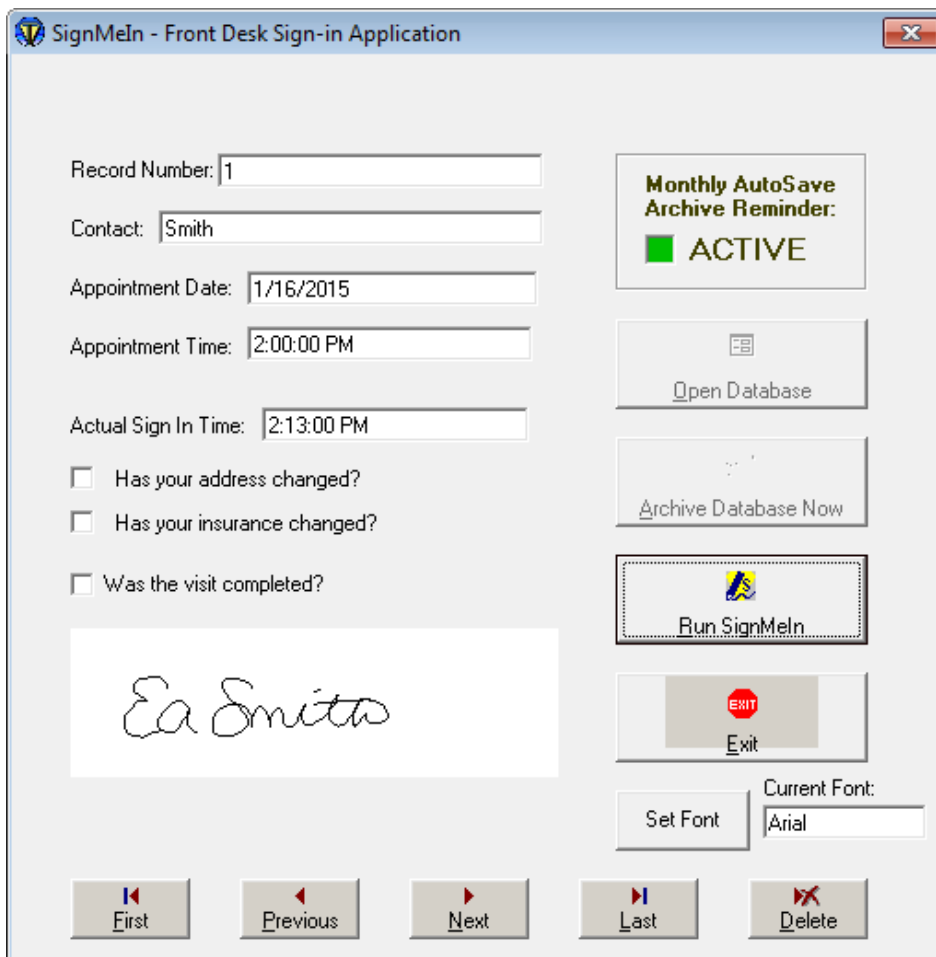 SignMeIn - Front Desk Sign-in Application
Record Number: 1
Contact: Smith
Appointment Date: 1/16/2015
Appointment Time: 2:00:00 PM
Actual Sign In Time: 2:13:00 PM
Has your address changed?
Has your insurance changed?
Was the visit completed?
Ea Smith
Monthly AutoSave
Archive Reminder:
ACTIVE
Open Database
Archive Database Now
Run SignMeIn
EXIT
Exit
Set Font
Current Font:
Arial
First
Previous
Next
Last
Delete